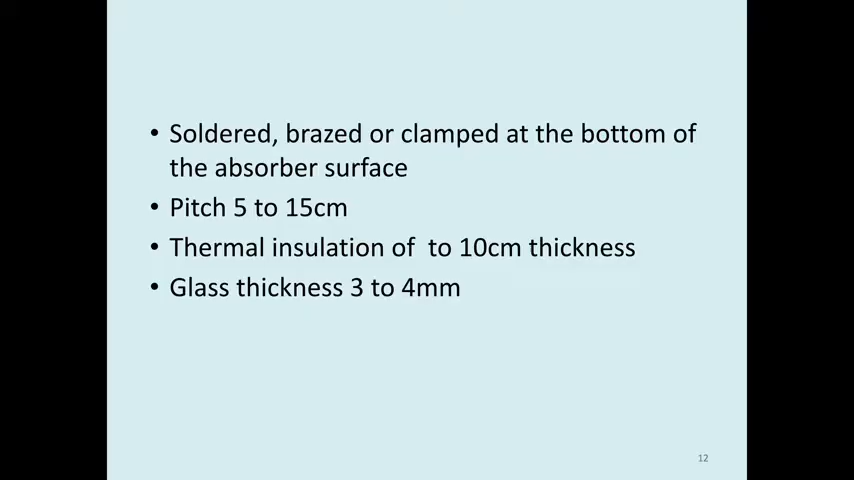 • Soldered, brazed or clamped at the bottom of
the absorber surface
• Pitch 5 to 15cm
• Thermal insulation of  to 10cm thickness
• Glass thickness 3 to 4mm
12